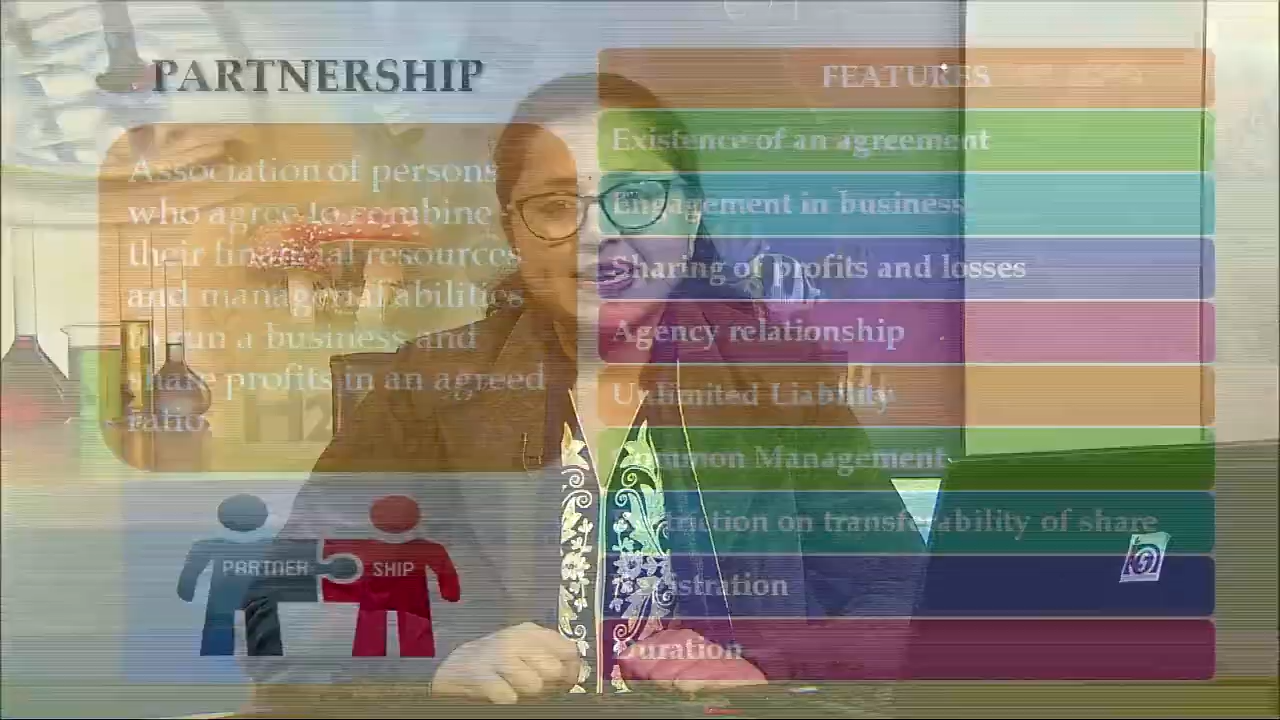 PARTNERSHIP
Association of persons
who agree to combine
their financial resources
and managerial abilities
to run a business and
share profits in an agreed
ratio
PARTNER SHIP
FEATURES
Existence of an agreement
Engagement in business
Sharing of profits and losses
Agency relationship
Unlimited Liability
Common Management
Restriction on transferability of share
Registration
Duration